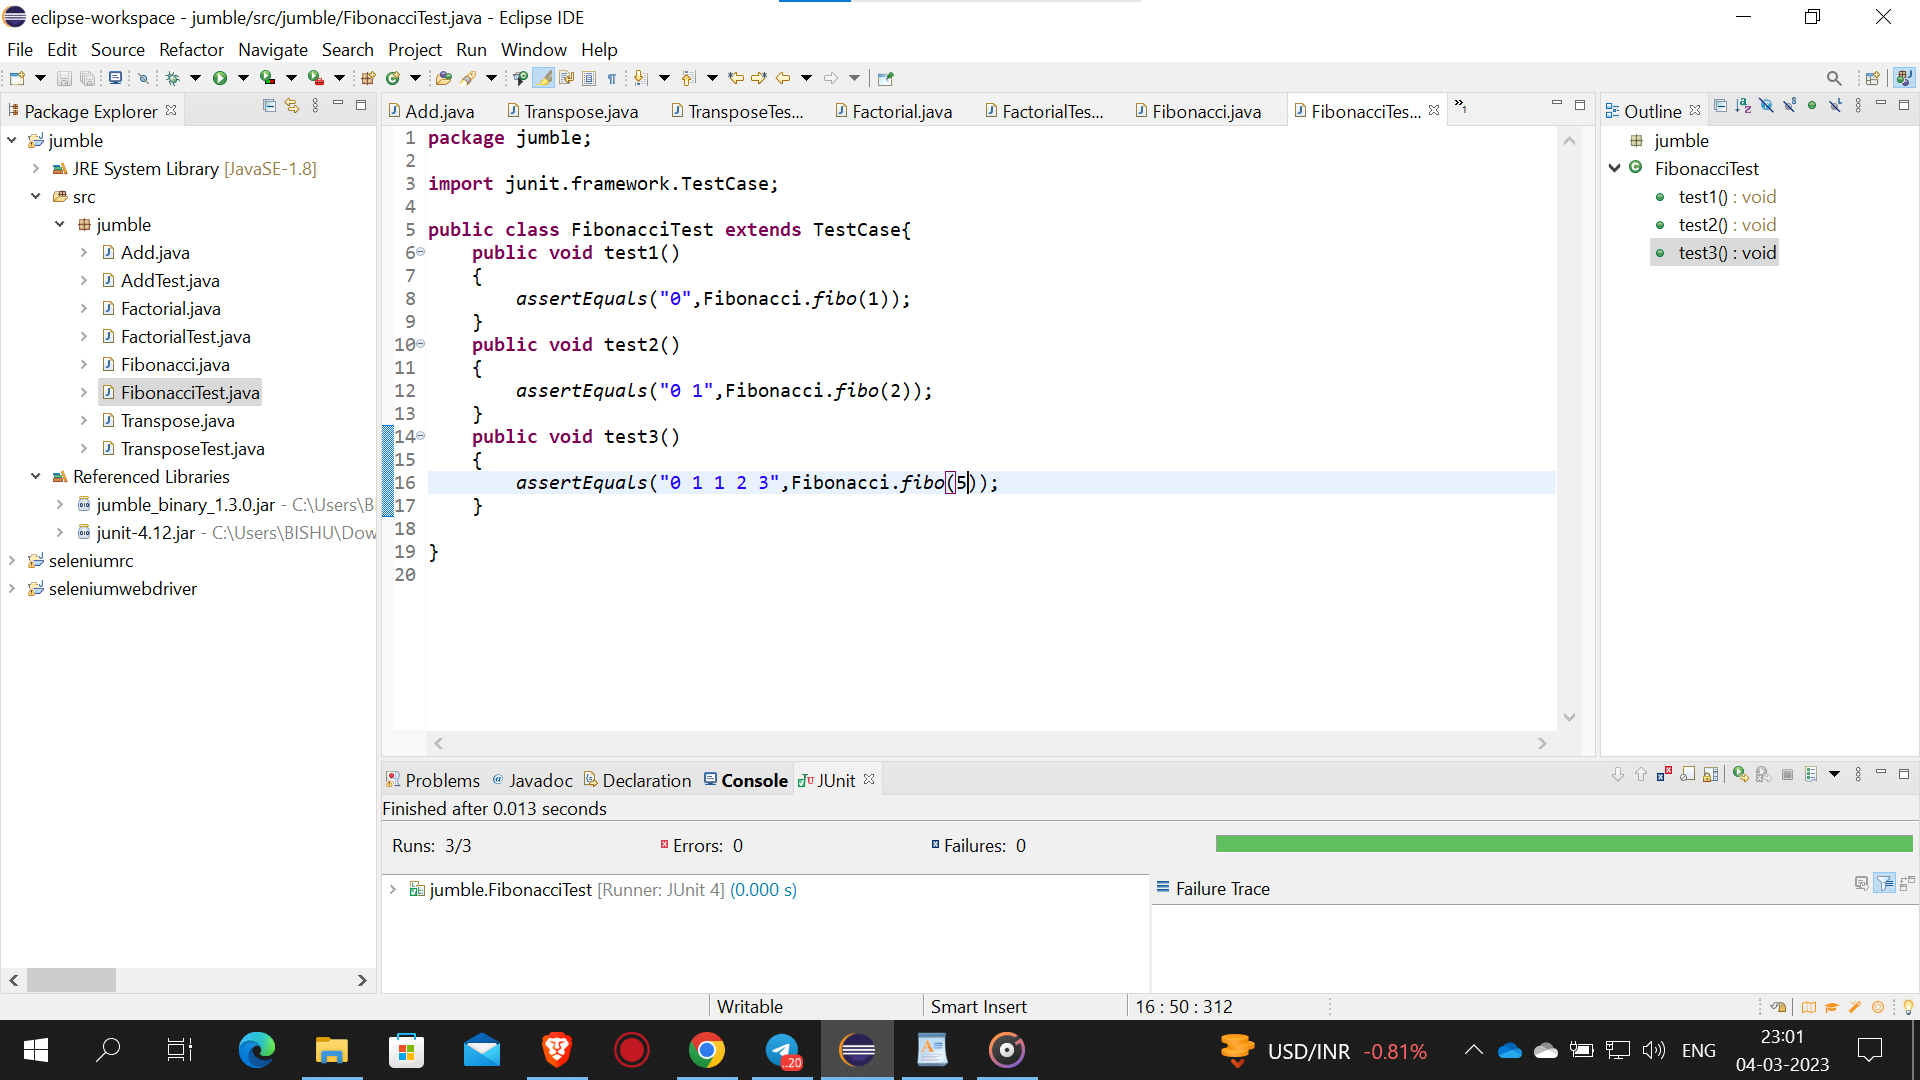 eclipse-workspace - jumble/src/jumble/FibonacciTest.java - Eclipse IDE
File Edit Source Refactor Navigate Search Project Run Window Help
Package Explorer
jumble
JRE System Library [JavaSE-1.8]
src
jumble
Add.java
AddTest.java
Factorial.java
FactorialTest.java
Fibonacci.java
FibonacciTest.java
Transpose.java
TransposeTest.java
Referenced Libraries
jumble_binary_1.3.0.jar - C:\Users\B
junit-4.12.jar - C:\Users\BISHU\Dow
seleniumrc
seleniumwebdriver
Add.java Transpose.java TransposeTes... Factorial.java FactorialTes... Fibonacci.java FibonacciTes... »1
1 package jumble;
2
3 import junit.framework.TestCase;
4
5 public class FibonacciTest extends TestCase{
6 public void test1()
7 {
8 assertEquals("0",Fibonacci.fibo(1));
9 }
10 public void test2()
11 {
12 assertEquals("0 1",Fibonacci.fibo(2));
13 }
14 public void test3()
15 {
16 assertEquals("0 1 1 2 3",Fibonacci.fibo(5));
17 }
18
19 }
20
Outline
jumble
FibonacciTest
test1() : void
test2() : void
test3() : void
Problems @ Javadoc Declaration Console JUnit
Finished after 0.013 seconds
Runs: 3/3 Errors: 0 Failures: 0
jumble.FibonacciTest [Runner: JUnit 4] (0.000 s)
Failure Trace
Writable Smart Insert 16 : 50 : 312
..20
USD/INR -0.81%
ENG
23:01
04-03-2023